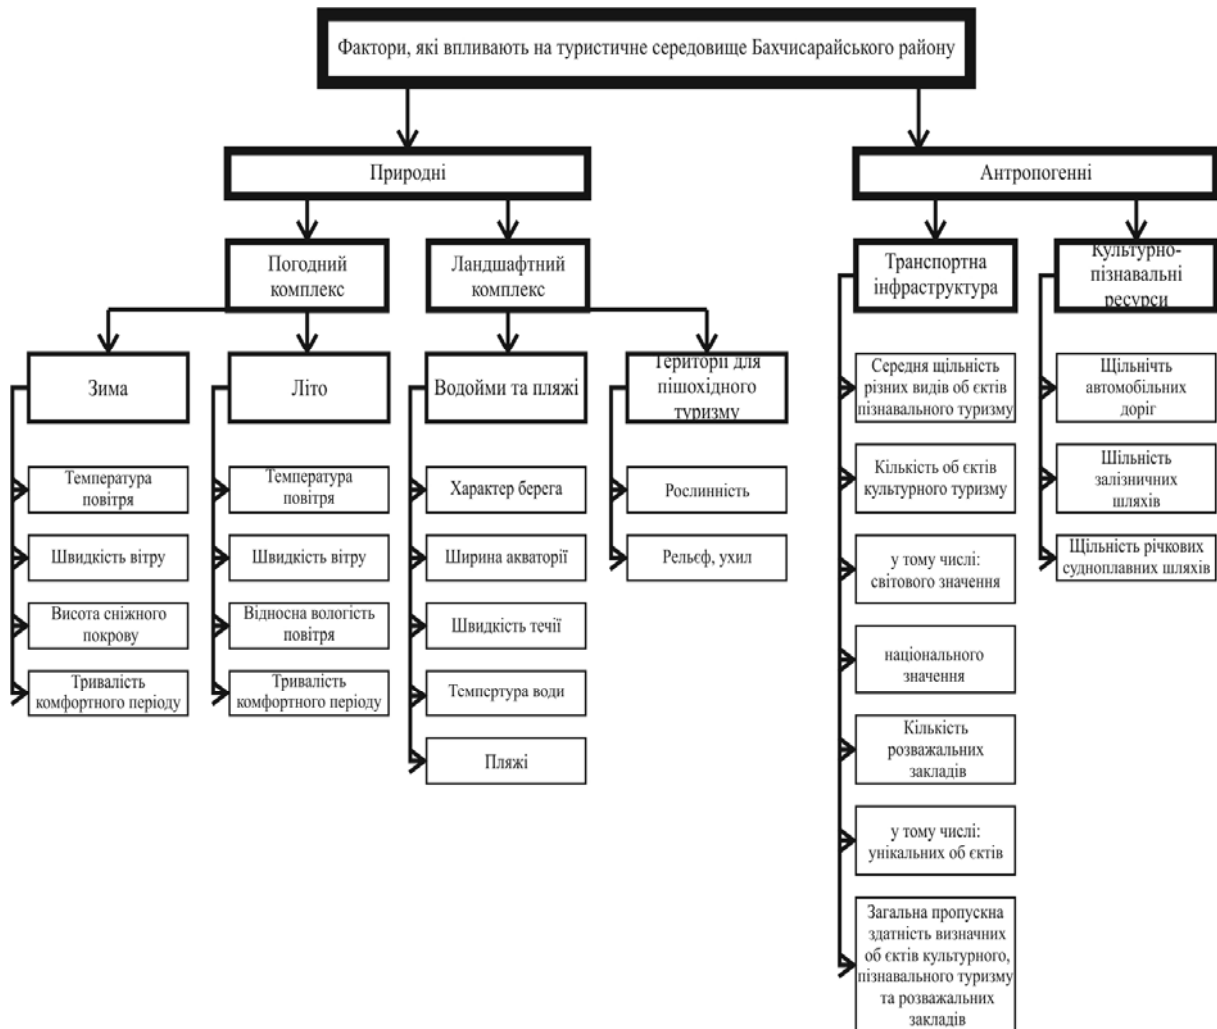 Фактори, які впливають на туристичне середовище Бахчисарайського району
Природні
Антропогенні
Погодний
комплекс
Ландшафтний
комплекс
Транспортна
інфраструктура
Культурно-
пізнавальні
ресурси
Зима
Літо
Водойми та пляжі
Території для
пішохідного
туризму
Температура
повітря
Швидкість вітру
Висота сніжного
покрову
Тривалість
комфортного періоду
Температура
повітря
Швидкість вітру
Відносна вологість
повітря
Тривалість
комфортного періоду
Характер берега
Ширина акваторії
Швидкість течії
Темпертура води
Пляжі
Рослинність
Рельєф, ухил
Середня щільність
різних видів об єктів
пізнавального туризму
Кількість об єктів
культурного туризму
у тому числі:
світового значення
національного
значення
Кількість
розважальних
закладів
у тому числі:
унікальних об єктів
Загальна пропускна
здатність визначних
об єктів культурного,
пізнавального туризму
та розважальних
закладів
Щільнічть
автомобільних
доріг
Шільність
залізничних
шляхів
Щільність річкових
судноплавних шляхів